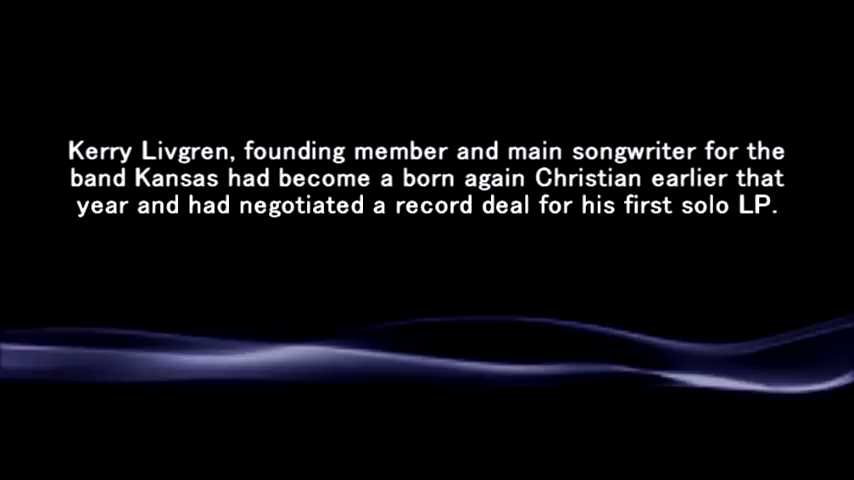 Kerry Livgren, founding member and main songwriter for the
band Kansas had become a born again Christian earlier that
year and had negotiated a record deal for his first solo LP.